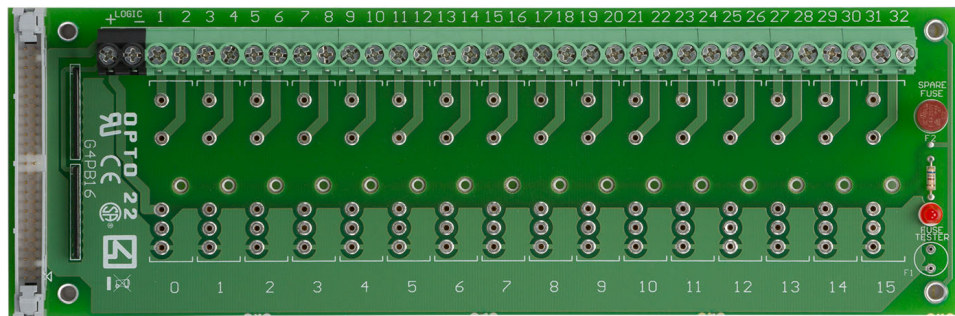 + LOGIC -
1 2 3 4 5 6 7 8 9 10 11 12 13 14 15 16 17 18 19 20 21 22 23 24 25 26 27 28 29 30 31 32
SPARE
FUSE
F2
OPTO 22
G4PB16
CE
FUSE
TESTER
F1
0 1 2 3 4 5 6 7 8 9 10 11 12 13 14 15